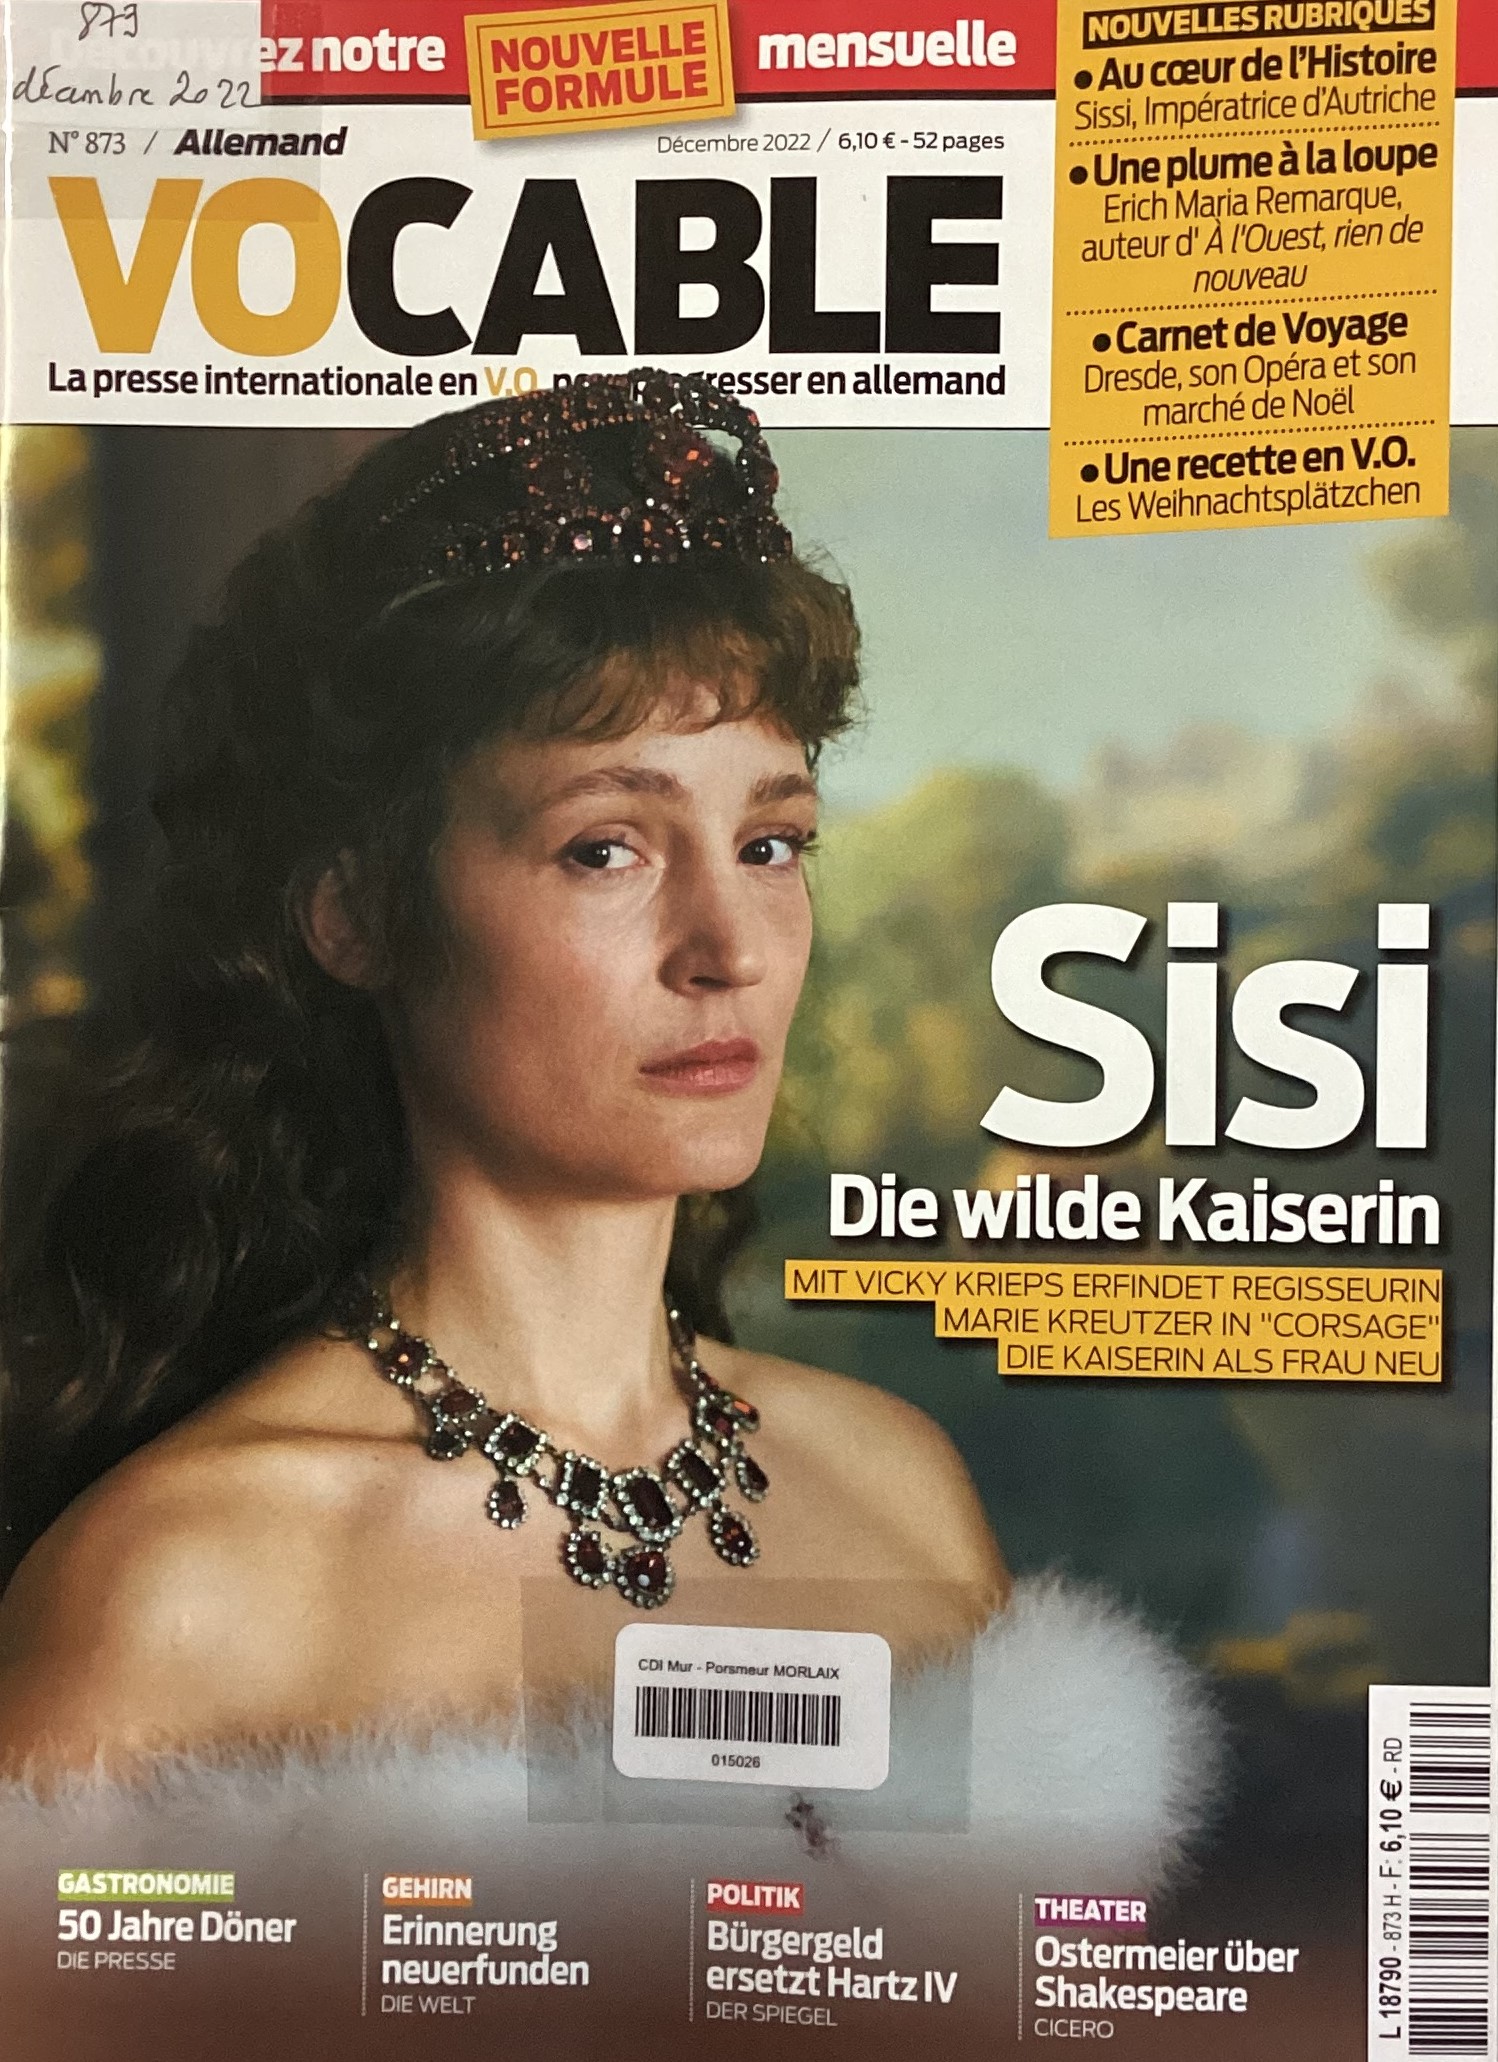 879
décembre 2022
Découvrez notre
NOUVELLE
FORMULE
mensuelle
N° 873 / Allemand
Décembre 2022 / 6,10 € - 52 pages
VOCABLE
La presse internationale en V.O. pour progresser en allemand
NOUVELLES RUBRIQUES
● Au cœur de l'Histoire
Sissi, Impératrice d'Autriche
● Une plume à la loupe
Erich Maria Remarque,
auteur d' À l'Ouest, rien de
nouveau
● Carnet de Voyage
Dresde, son Opéra et son
marché de Noël
● Une recette en V.O.
Les Weihnachtsplätzchen
Sisi
Die wilde Kaiserin
MIT VICKY KRIEPS ERFINDET REGISSEURIN
MARIE KREUTZER IN "CORSAGE"
DIE KAISERIN ALS FRAU NEU
CDI Mur - Porsmeur MORLAIX
015026
GASTRONOMIE
50 Jahre Döner
DIE PRESSE
GEHIRN
Erinnerung
neuerfunden
DIE WELT
POLITIK
Bürgergeld
ersetzt Hartz IV
DER SPIEGEL
THEATER
Ostermeier über
Shakespeare
CICERO
L 18790 - 873 H - F: 6,10 € - RD